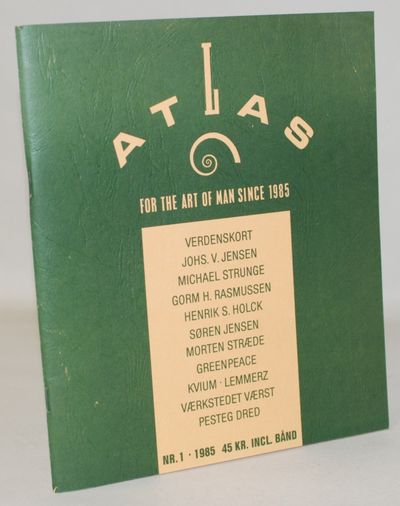 ATLAS
FOR THE ART OF MAN SINCE 1985
VERDENSKORT
JOHS. V. JENSEN
MICHAEL STRUNGE
GORM H. RASMUSSEN
HENRIK S. HOLCK
SØREN JENSEN
MORTEN STRÆDE
GREENPEACE
KVIUM · LEMMERZ
VÆRKSTEDET VÆRST
PESTEG DRED
NR. 1 · 1985 45 KR. INCL. BÅND